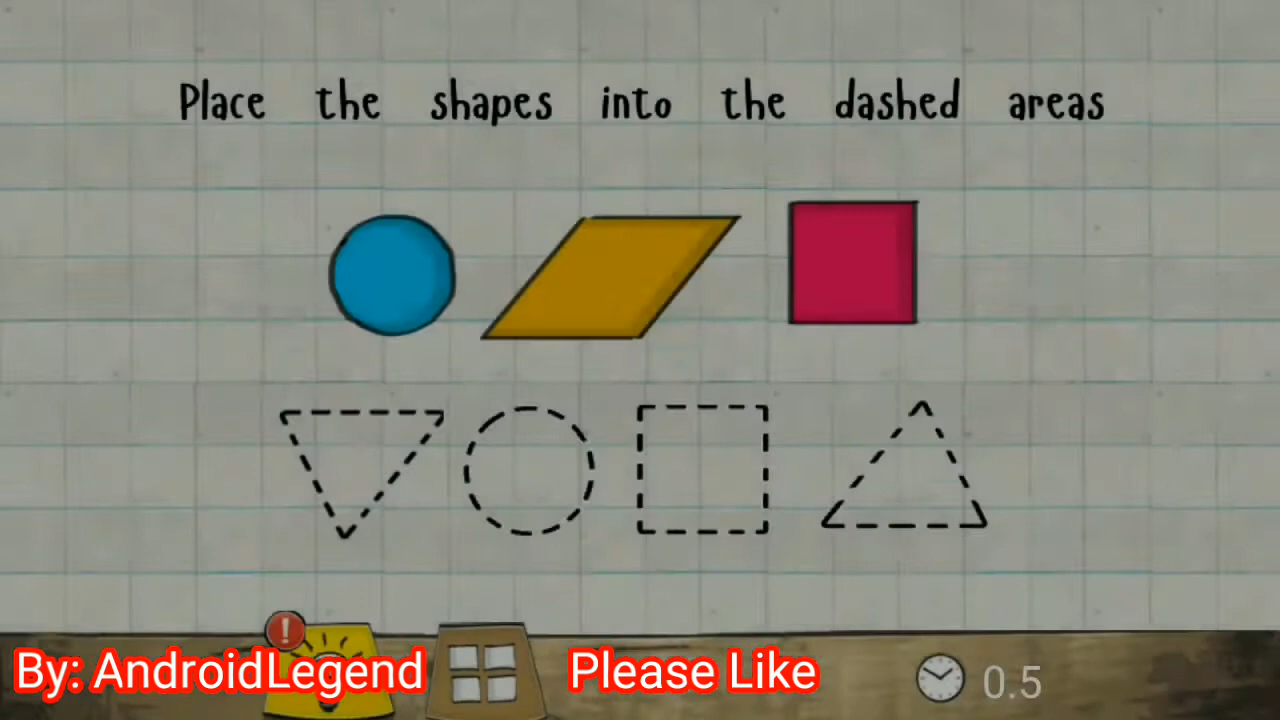 Place the shapes into the dashed areas
!
By: AndroidLegend Please Like
0.5